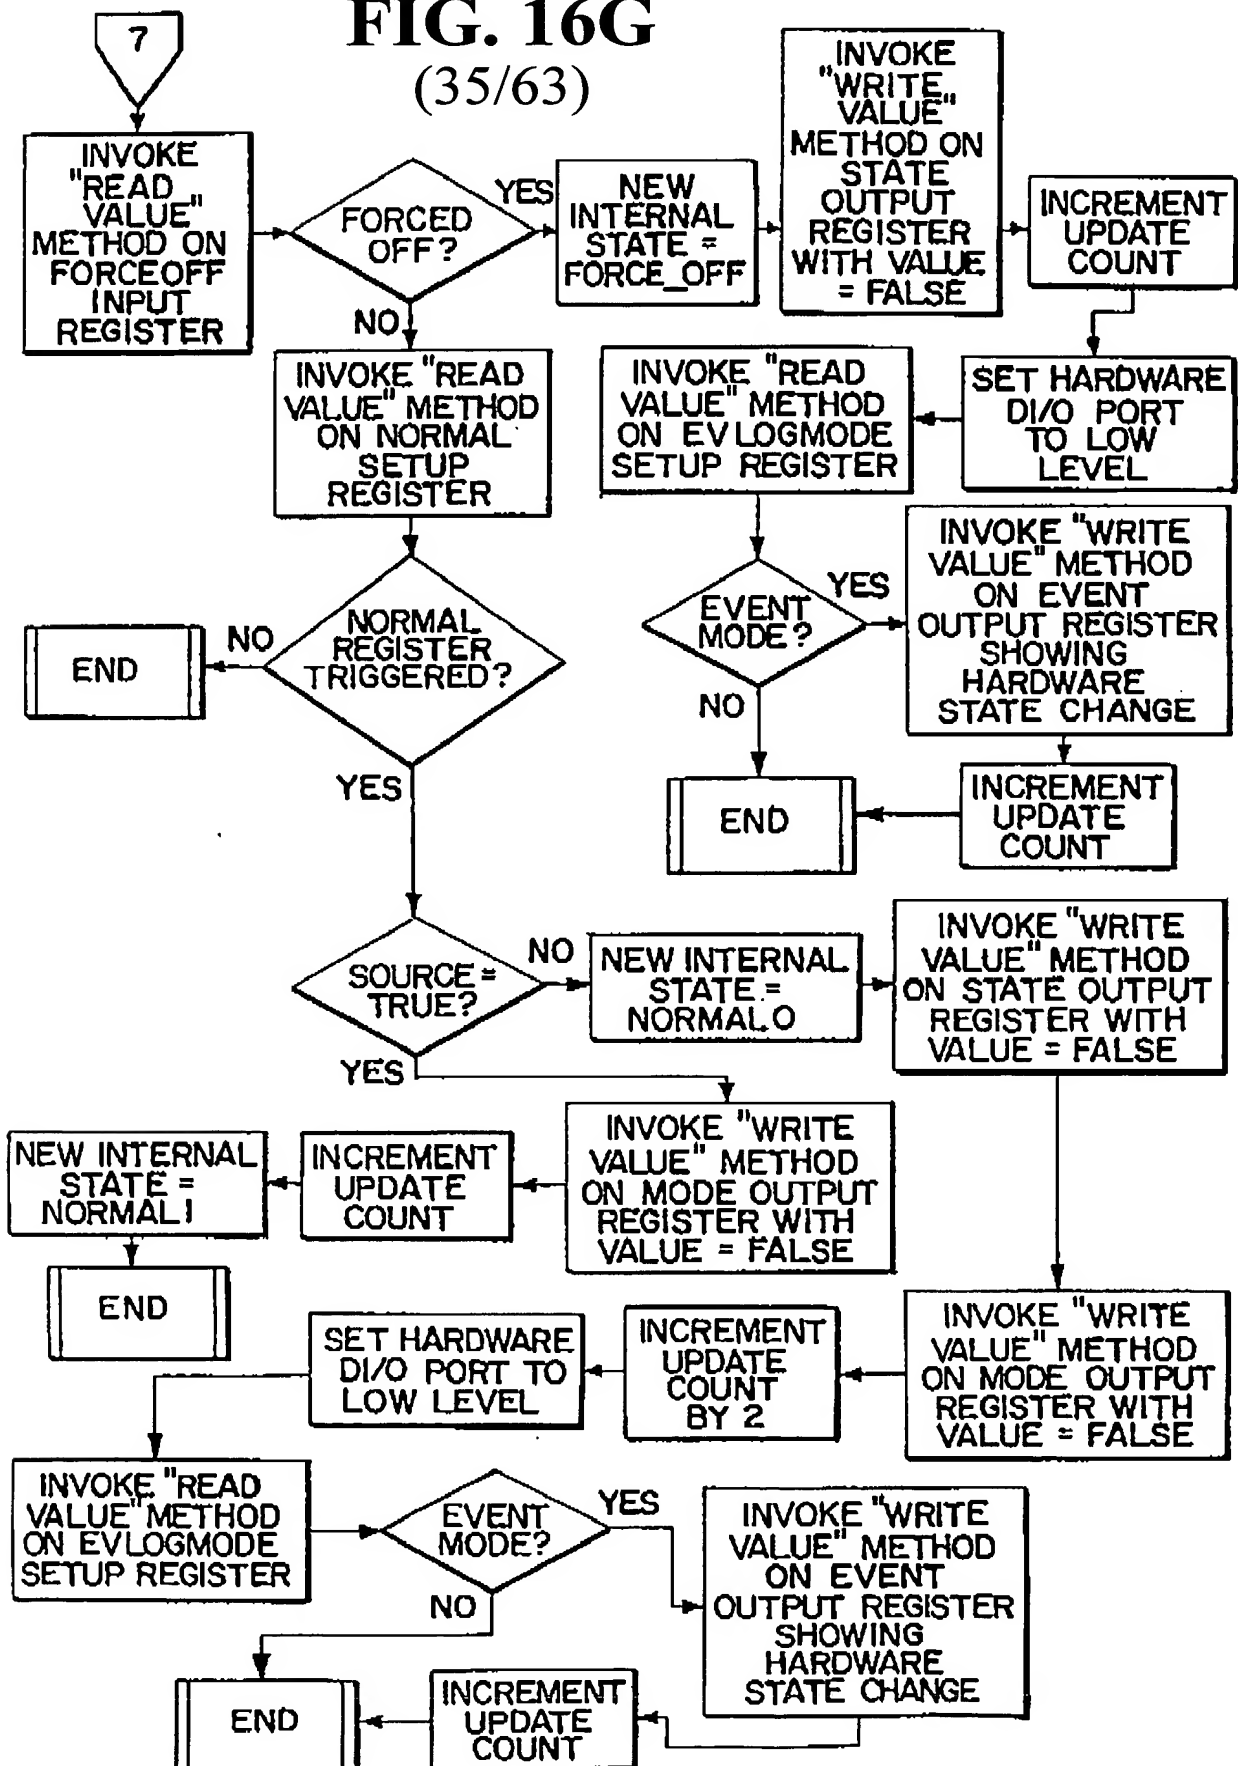 FIG. 16G
(35/63)
7
INVOKE
"READ
VALUE"
METHOD ON
FORCEOFF
INPUT
REGISTER
FORCED
OFF?
YES
NO
NEW
INTERNAL
STATE =
FORCE_OFF
INVOKE
"WRITE
VALUE"
METHOD ON
STATE
OUTPUT
REGISTER
WITH VALUE
= FALSE
INCREMENT
UPDATE
COUNT
SET HARDWARE
DI/O PORT
TO LOW
LEVEL
INVOKE "READ
VALUE" METHOD
ON EVLOGMODE
SETUP REGISTER
EVENT
MODE?
YES
NO
INVOKE "WRITE
VALUE" METHOD
ON EVENT
OUTPUT REGISTER
SHOWING
HARDWARE
STATE CHANGE
INCREMENT
UPDATE
COUNT
END
INVOKE "READ
VALUE" METHOD
ON NORMAL
SETUP
REGISTER
NORMAL
REGISTER
TRIGGERED?
NO
END
YES
SOURCE =
TRUE?
NO
YES
NEW INTERNAL
STATE =
NORMAL0
INVOKE "WRITE
VALUE" METHOD
ON STATE OUTPUT
REGISTER WITH
VALUE = FALSE
INVOKE "WRITE
VALUE" METHOD
ON MODE OUTPUT
REGISTER WITH
VALUE = FALSE
INCREMENT
UPDATE
COUNT
NEW INTERNAL
STATE =
NORMAL1
END
INVOKE "WRITE
VALUE" METHOD
ON MODE OUTPUT
REGISTER WITH
VALUE = FALSE
INCREMENT
UPDATE
COUNT
BY 2
SET HARDWARE
DI/O PORT TO
LOW LEVEL
INVOKE "READ
VALUE" METHOD
ON EVLOGMODE
SETUP REGISTER
EVENT
MODE?
YES
NO
INVOKE "WRITE
VALUE" METHOD
ON EVENT
OUTPUT REGISTER
SHOWING
HARDWARE
STATE CHANGE
INCREMENT
UPDATE
COUNT
END